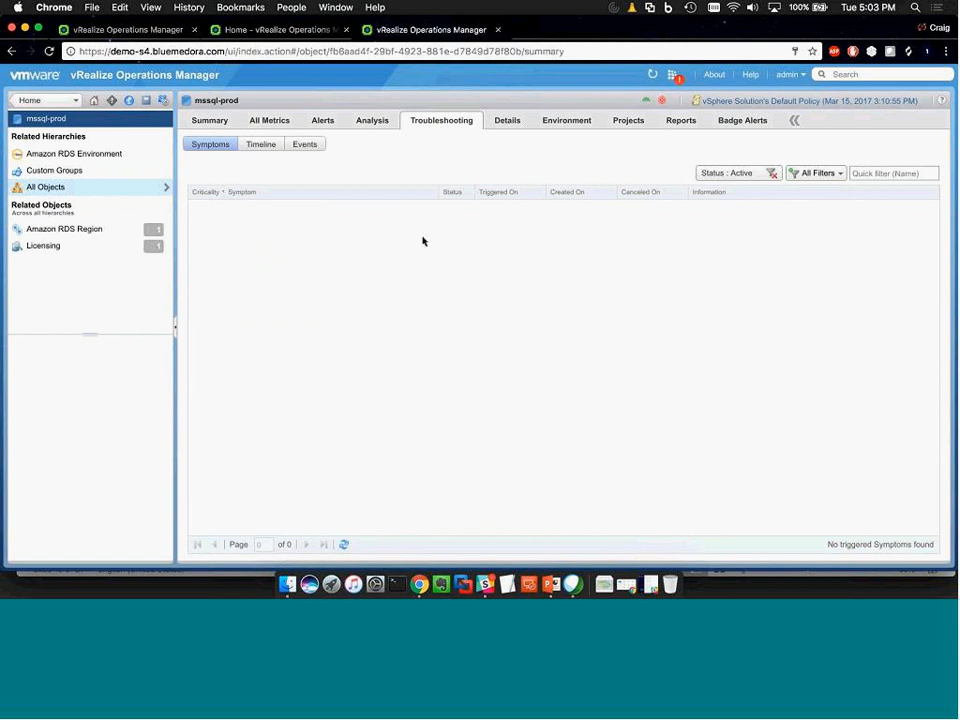 Chrome File Edit View History Bookmarks People Window Help 100% Tue 5:03 PM
vRealize Operations Manager × Home - vRealize Operations M × vRealize Operations Manager × Craig
https://demo-s4.bluemedora.com/ui/index.action#/object/fb6aad4f-29bf-4923-881e-d7849d78f80b/summary
vmware vRealize Operations Manager About Help admin Search
Home mssql-prod vSphere Solution's Default Policy (Mar 15, 2017 3:10:55 PM)
mssql-prod Summary All Metrics Alerts Analysis Troubleshooting Details Environment Projects Reports Badge Alerts
Related Hierarchies
Symptoms Timeline Events
Amazon RDS Environment
Custom Groups
Status : Active All Filters Quick filter (Name)
All Objects
Criticality Symptom Status Triggered On Created On Canceled On Information
Related Objects
Across all hierarchies
Amazon RDS Region 1
Licensing 1
Page 0 of 0 No triggered Symptoms found